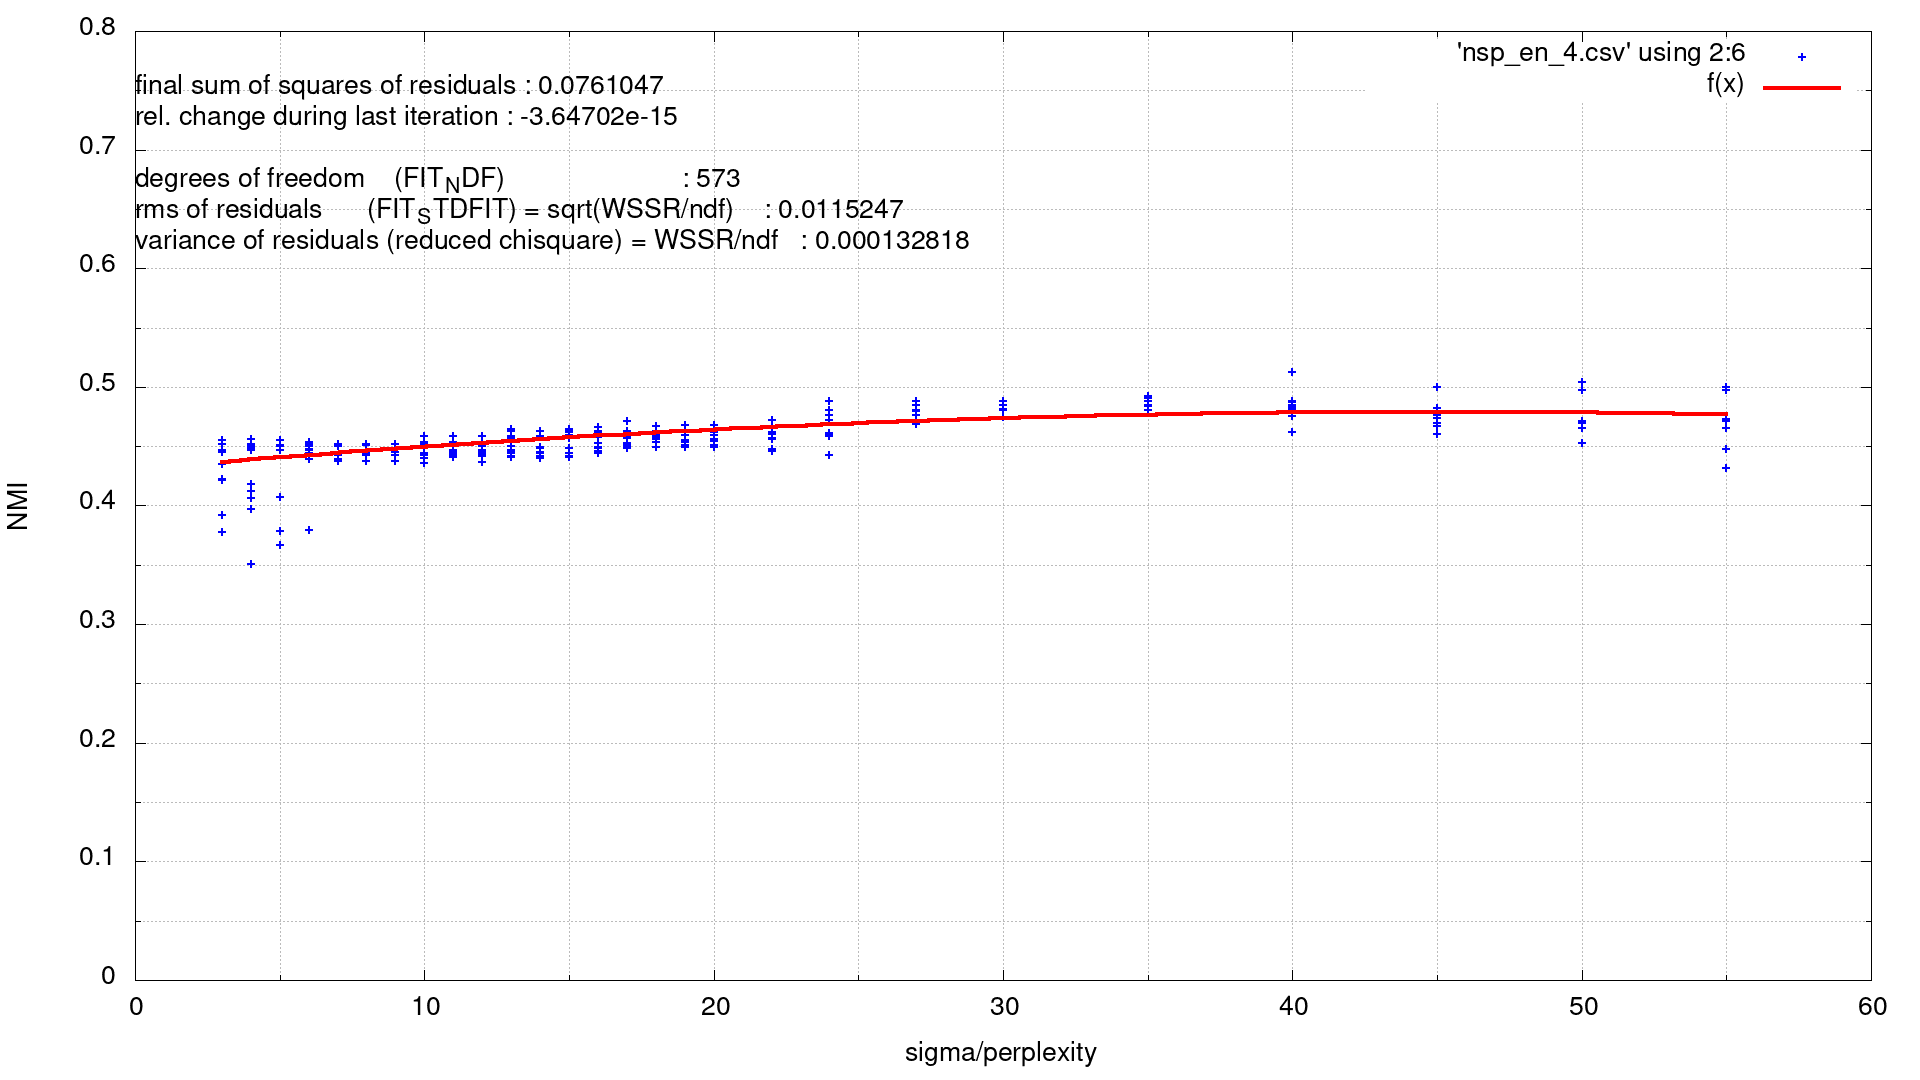 'nsp_en_4.csv' using 2:6
f(x)
final sum of squares of residuals : 0.0761047
rel. change during last iteration : -3.64702e-15
degrees of freedom (FIT_NDF) : 573
rms of residuals (FIT_STDFIT) = sqrt(WSSR/ndf) : 0.0115247
variance of residuals (reduced chisquare) = WSSR/ndf : 0.000132818
0.8
0.7
0.6
0.5
0.4
0.3
0.2
0.1
0
NMI
0 10 20 30 40 50 60
sigma/perplexity